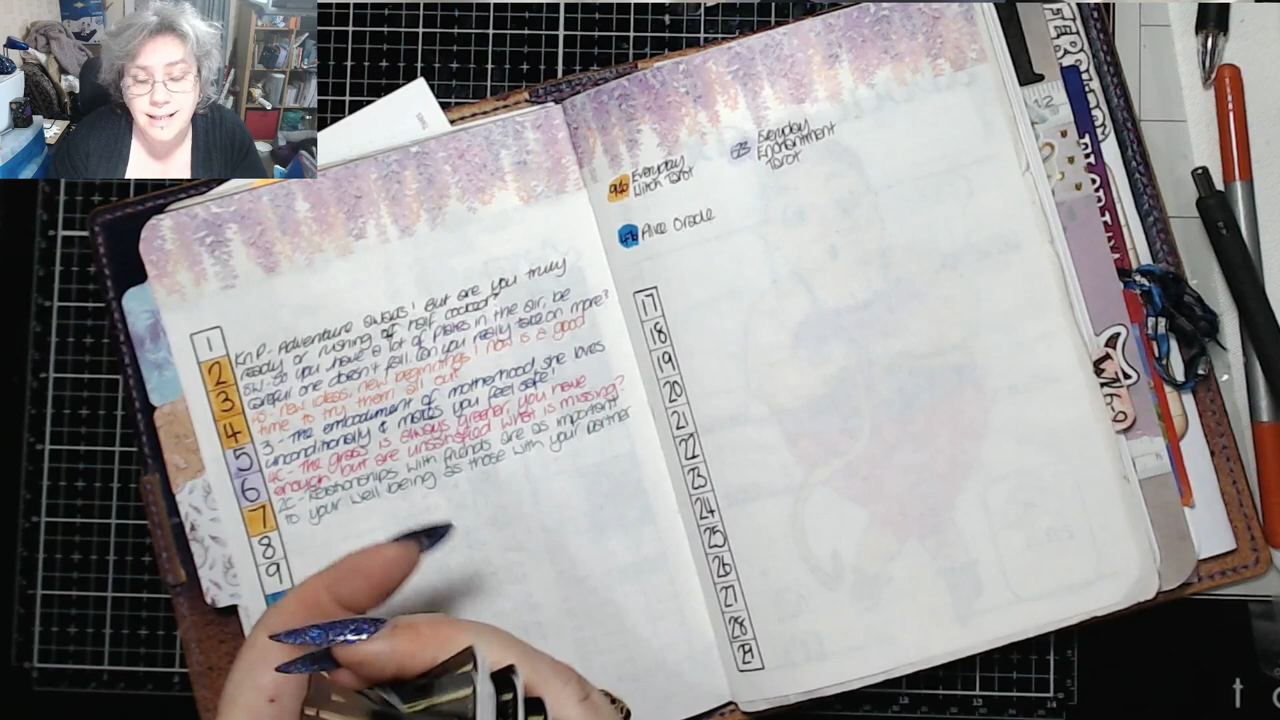 1
2
3
4
5
6
7
8
9
KnP - Adventure awaits! But are you truly
ready or rushing off half cocked?
5W - So you have a lot of plates in the air, be
careful one doesn't fall. Can you really take on more?
new ideas, new beginnings! now is a good
time to try them all out
3 - The embodiment of motherhood, she loves
unconditionally & makes you feel safe!
4C - The grass is always greener, you have
enough but are unsatisfied what is missing?
2C - Relationships with friends are as important
to your well being as those with your partner
Everyday
Witch Tarot
Everyday
Enchantment
Tarot
Alice Oracle
17
18
19
20
21
22
23
24
25
26
27
28
29
12
Who